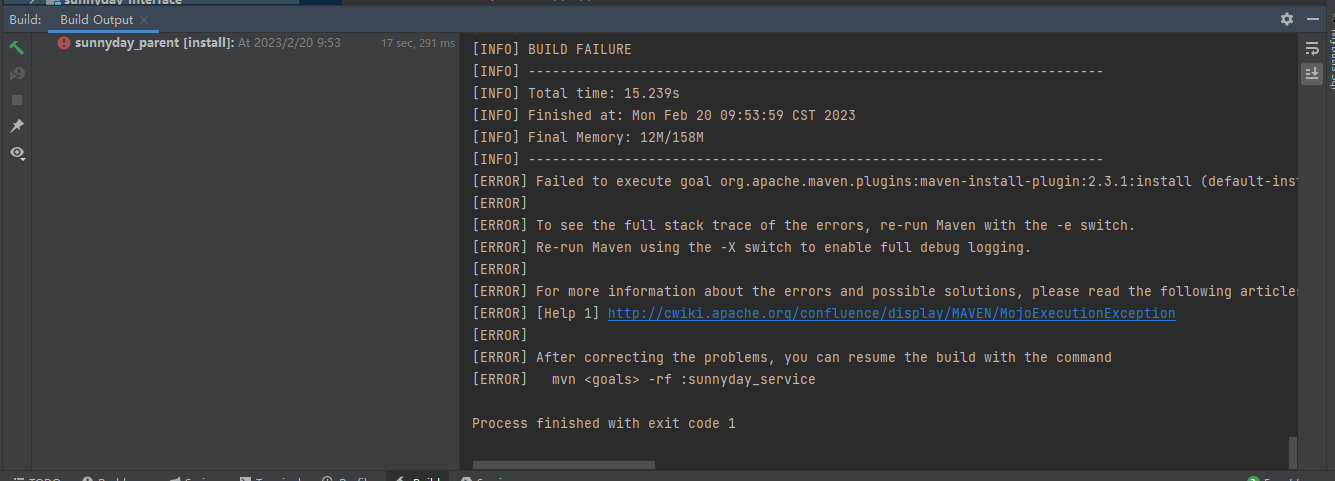 sunnyday_interface
Build: Build Output
sunnyday_parent [install]: At 2023/2/20 9:53 17 sec, 291 ms
[INFO] BUILD FAILURE
[INFO] ------------------------------------------------------------------------
[INFO] Total time: 15.239s
[INFO] Finished at: Mon Feb 20 09:53:59 CST 2023
[INFO] Final Memory: 12M/158M
[INFO] ------------------------------------------------------------------------
[ERROR] Failed to execute goal org.apache.maven.plugins:maven-install-plugin:2.3.1:install (default-inst
[ERROR]
[ERROR] To see the full stack trace of the errors, re-run Maven with the -e switch.
[ERROR] Re-run Maven using the -X switch to enable full debug logging.
[ERROR]
[ERROR] For more information about the errors and possible solutions, please read the following articles
[ERROR] [Help 1] http://cwiki.apache.org/confluence/display/MAVEN/MojoExecutionException
[ERROR]
[ERROR] After correcting the problems, you can resume the build with the command
[ERROR]   mvn <goals> -rf :sunnyday_service
Process finished with exit code 1
TODO Terminal Build